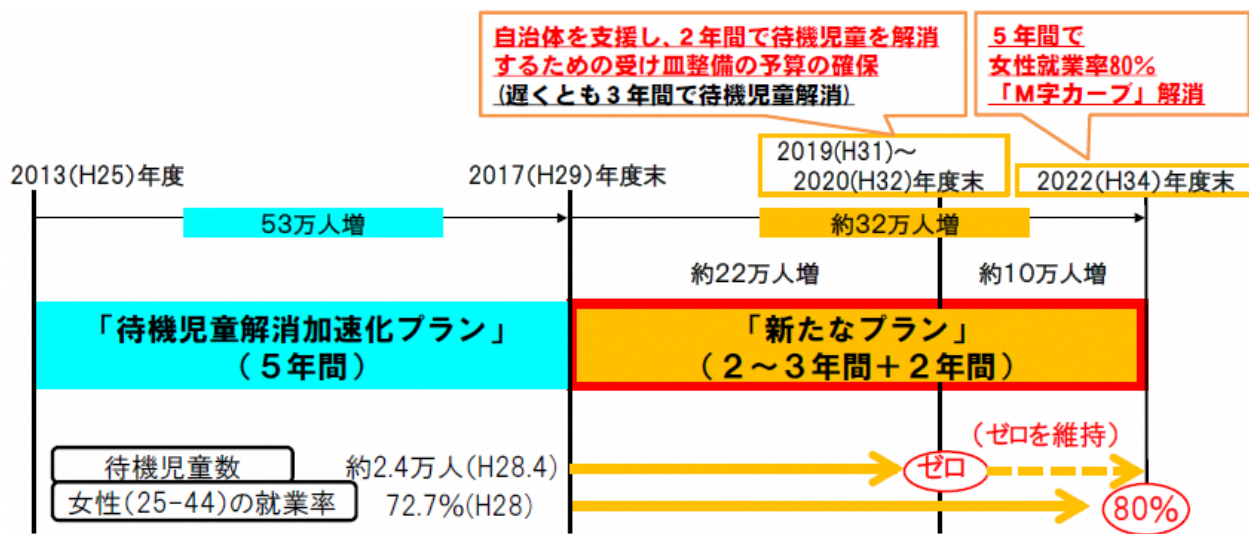 自治体を支援し、2年間で待機児童を解消
するための受け皿整備の予算の確保
(遅くとも３年間で待機児童解消)
５年間で
女性就業率80%
「M字カーブ」解消
2013(H25)年度
2017(H29)年度末
2019(H31)～
2020(H32)年度末
2022(H34)年度末
53万人増
約32万人増
約22万人増
約10万人増
「待機児童解消加速化プラン」
（５年間）
「新たなプラン」
（２～３年間＋２年間）
待機児童数
約2.4万人(H28.4)
ゼロ
（ゼロを維持）
女性(25-44)の就業率
72.7%(H28)
80%